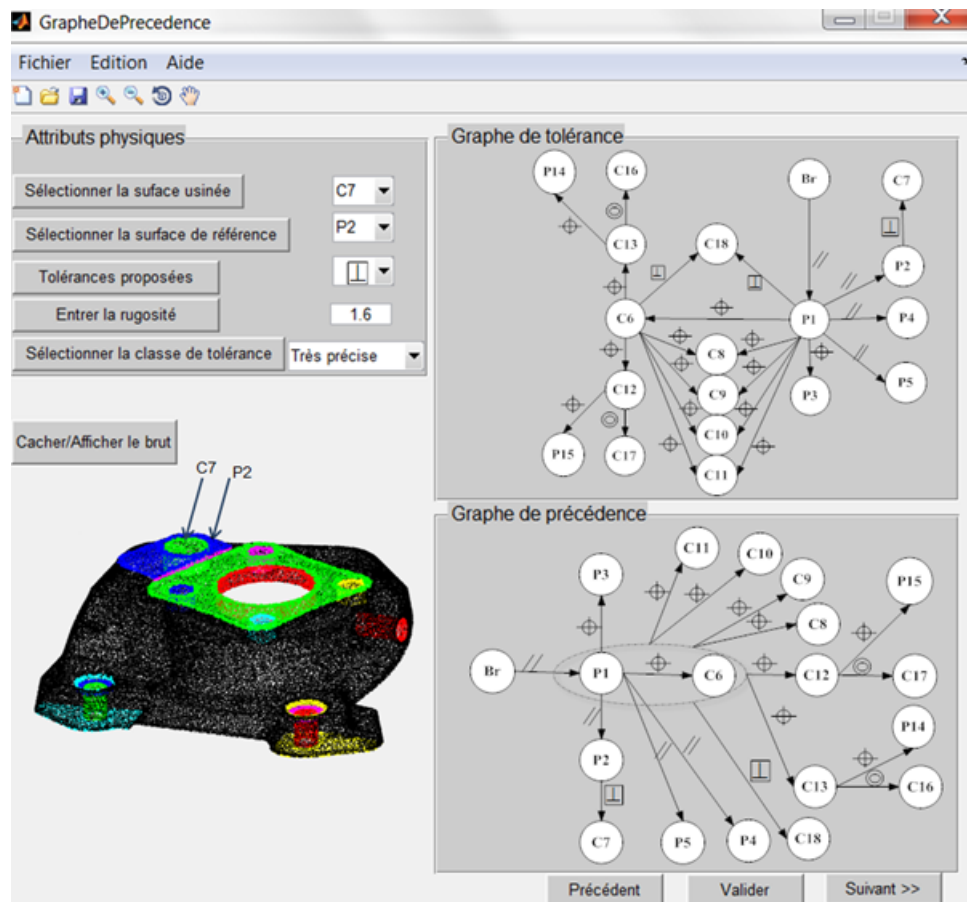 GrapheDePrecedence
Fichier Edition Aide
Attributs physiques
Sélectionner la suface usinée
C7
Sélectionner la surface de référence
P2
Tolérances proposées
Entrer la rugosité
1.6
Sélectionner la classe de tolérance
Très précise
Cacher/Afficher le brut
C7 P2
Graphe de tolérance
P14 C16 Br C7
C13 C18 P2
C6 P1 P4
C8
C12 C9 P3 P5
C10
P15 C17 C11
Graphe de précédence
C11 C10
P3 C9 P15
C8
Br P1 C6 C12 C17
P14
P2 C13 C16
C7 P5 P4 C18
Précédent Valider Suivant >>